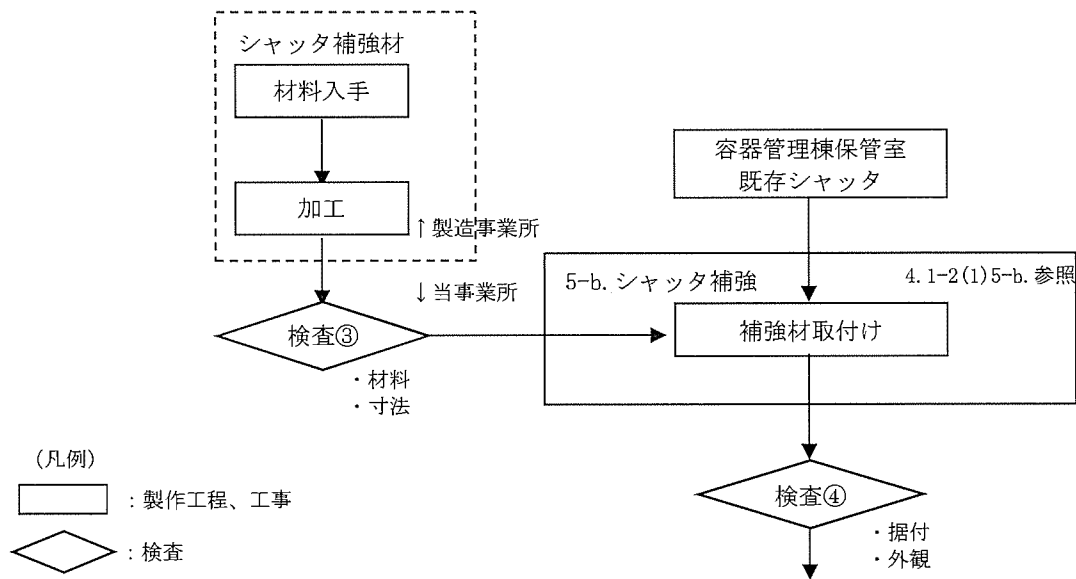 シャッタ補強材
材料入手
加工
↑製造事業所
↓当事業所
検査③
・材料
・寸法
容器管理棟保管室
既存シャッタ
5-b.シャッタ補強
4.1-2(1)5-b.参照
補強材取付け
検査④
・据付
・外観
(凡例)
：製作工程、工事
：検査